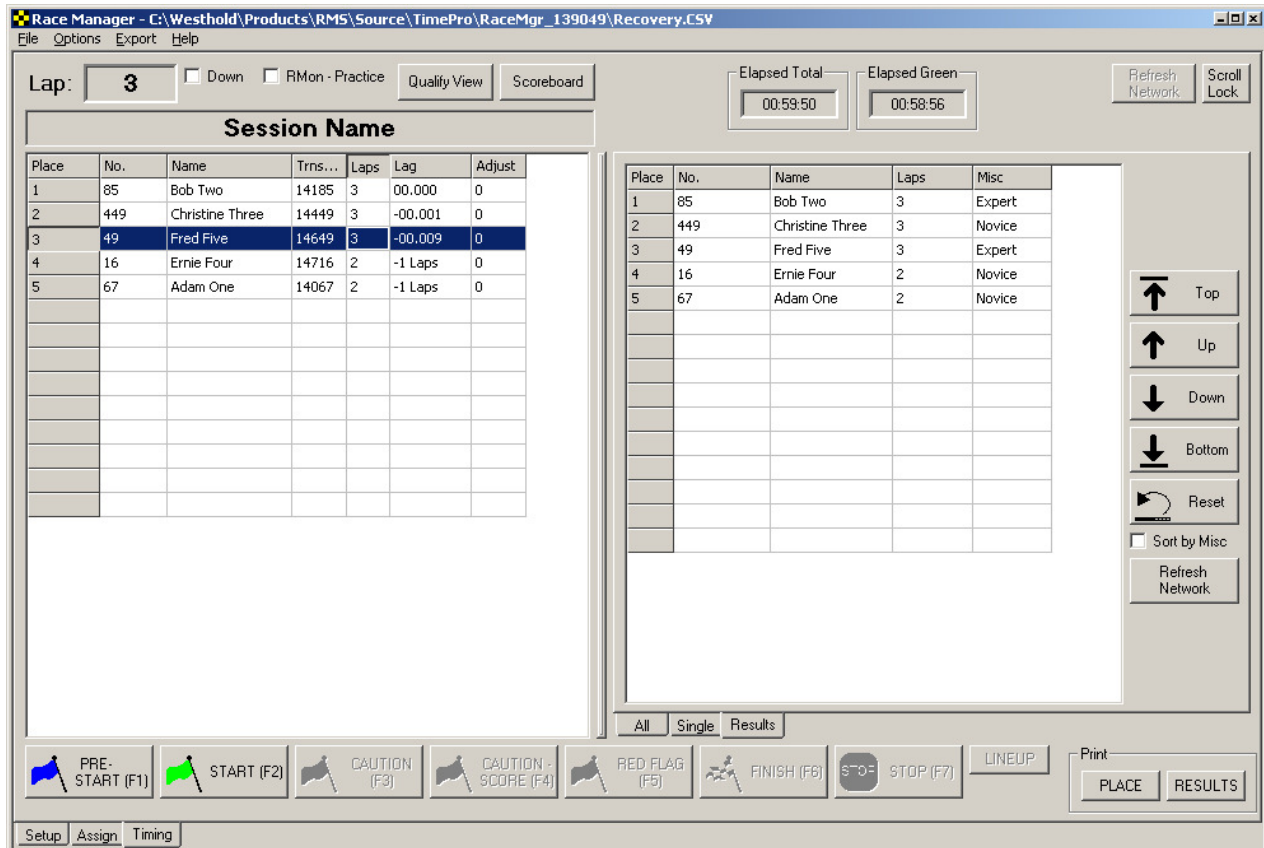 Race Manager - C:\Westhold\Products\RMS\Source\TimePro\RaceMgr_139049\Recovery.CSV
File Options Export Help
Lap: 3 Down RMon - Practice Qualify View Scoreboard
Elapsed Total Elapsed Green
00:59:50 00:58:56
Refresh Network
Scroll Lock
Session Name
Place No. Name Trns... Laps Lag Adjust
1 85 Bob Two 14185 3 00.000 0
2 449 Christine Three 14449 3 -00.001 0
3 49 Fred Five 14649 3 -00.009 0
4 16 Ernie Four 14716 2 -1 Laps 0
5 67 Adam One 14067 2 -1 Laps 0
Place No. Name Laps Misc
1 85 Bob Two 3 Expert
2 449 Christine Three 3 Novice
3 49 Fred Five 3 Expert
4 16 Ernie Four 2 Novice
5 67 Adam One 2 Novice
Top
Up
Down
Bottom
Reset
Sort by Misc
Refresh
Network
All Single Results
PRE-
START (F1)
START (F2)
CAUTION
(F3)
CAUTION -
SCORE (F4)
RED FLAG
(F5)
FINISH (F6)
STOP
STOP (F7)
LINEUP
Print
PLACE RESULTS
Setup Assign Timing